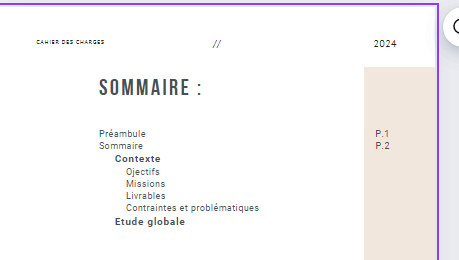 CAHIER DES CHARGES // 2024
SOMMAIRE :
Préambule P.1
Sommaire P.2
Contexte
Ojectifs
Missions
Livrables
Contraintes et problématiques
Etude globale